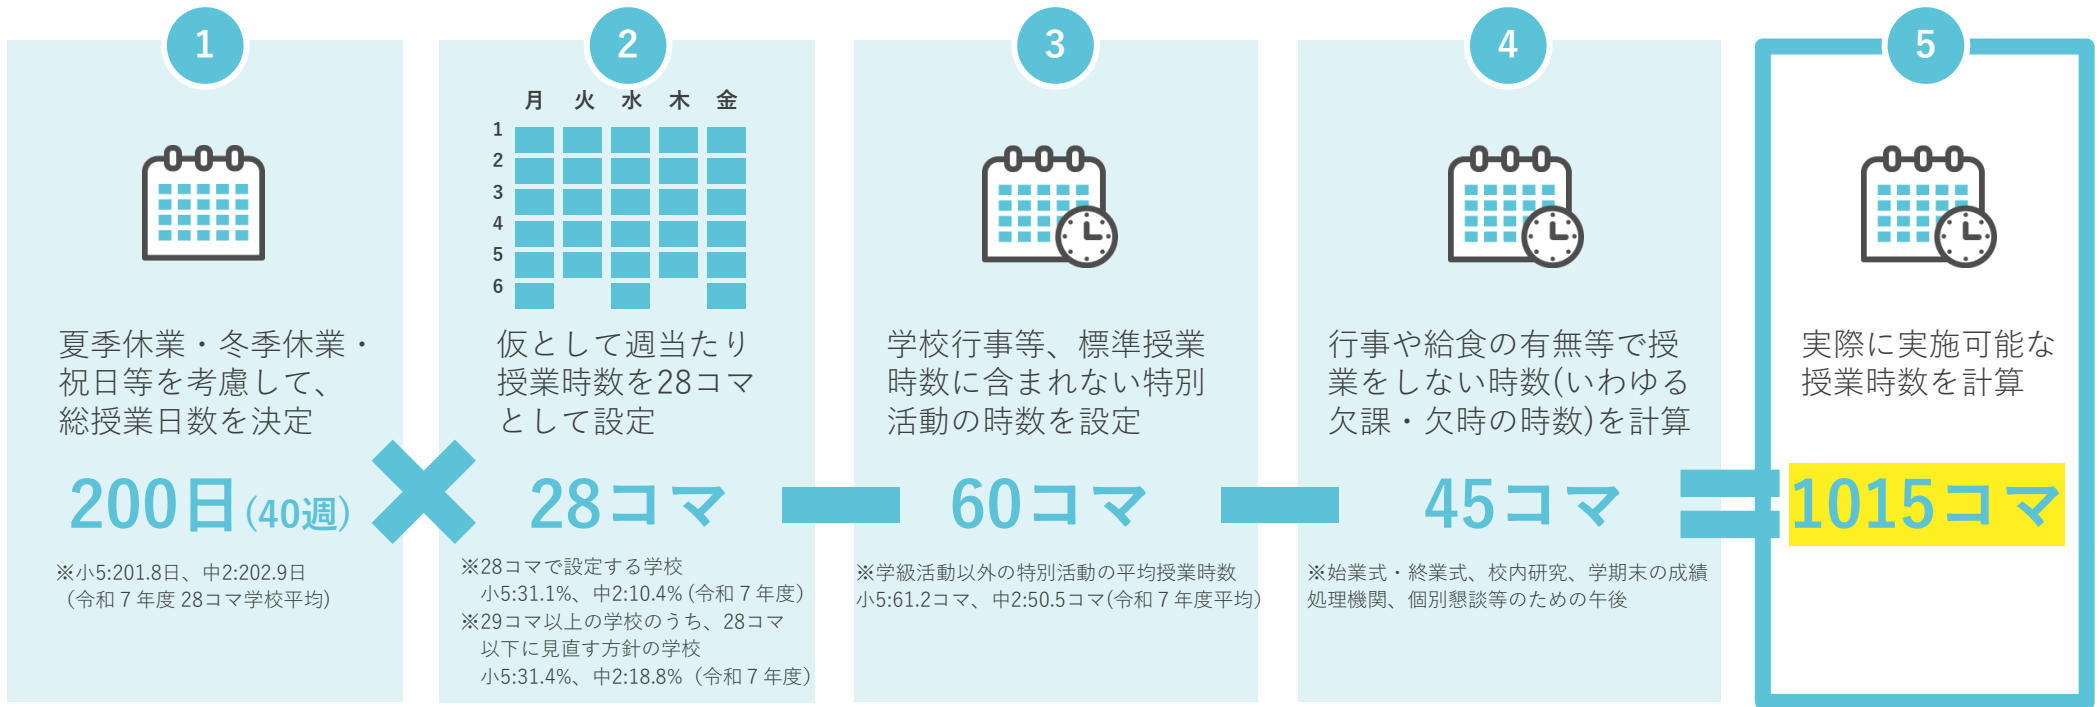 1
夏季休業・冬季休業・
祝日等を考慮して、
総授業日数を決定
200日(40週)
※小5:201.8日、中2:202.9日
（令和７年度 28コマ学校平均)
2
月 火 水 木 金
1
2
3
4
5
6
仮として週当たり
授業時数を28コマ
として設定
28コマ
※28コマで設定する学校
小5:31.1%、中2:10.4% (令和７年度）
※29コマ以上の学校のうち、28コマ
以下に見直す方針の学校
小5:31.4%、中2:18.8%（令和７年度）
3
学校行事等、標準授業
時数に含まれない特別
活動の時数を設定
60コマ
※学級活動以外の特別活動の平均授業時数
小5:61.2コマ、中2:50.5コマ(令和７年度平均）
4
行事や給食の有無等で授
業をしない時数(いわゆる
欠課・欠時の時数)を計算
45コマ
※始業式・終業式、校内研究、学期末の成績
処理機関、個別懇談等のための午後
5
実際に実施可能な
授業時数を計算
1015コマ